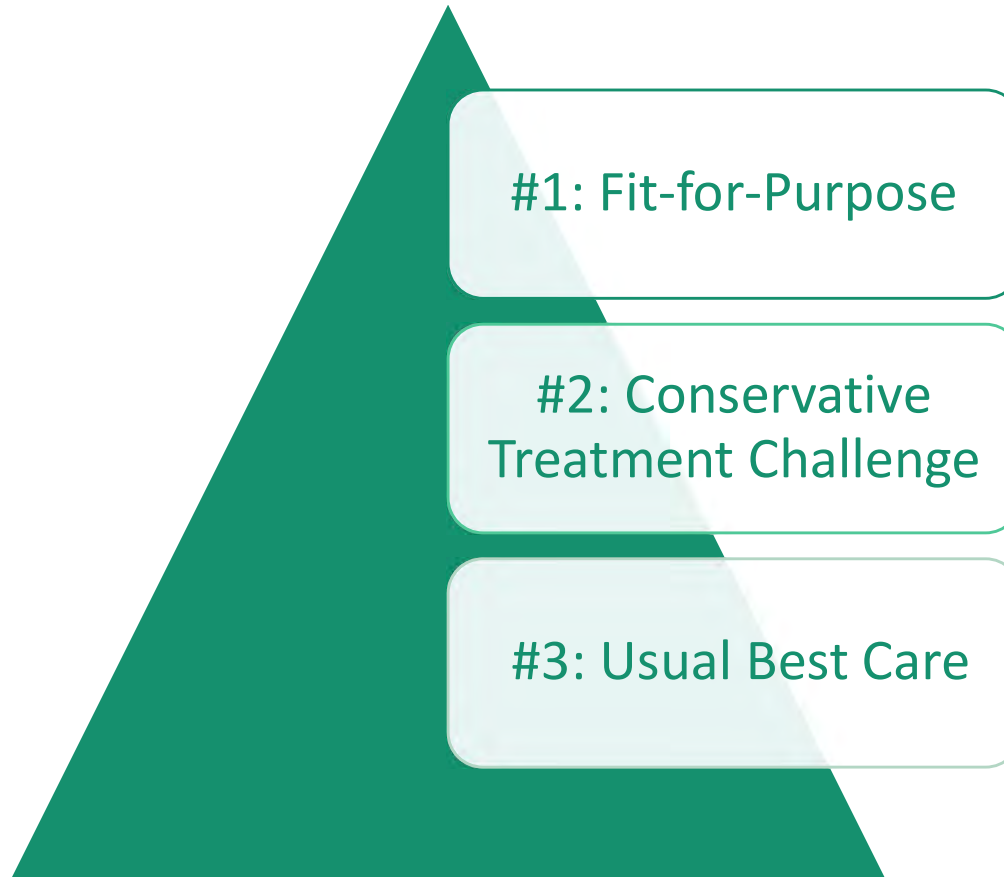 #1: Fit-for-Purpose
#2: Conservative
Treatment Challenge
#3: Usual Best Care